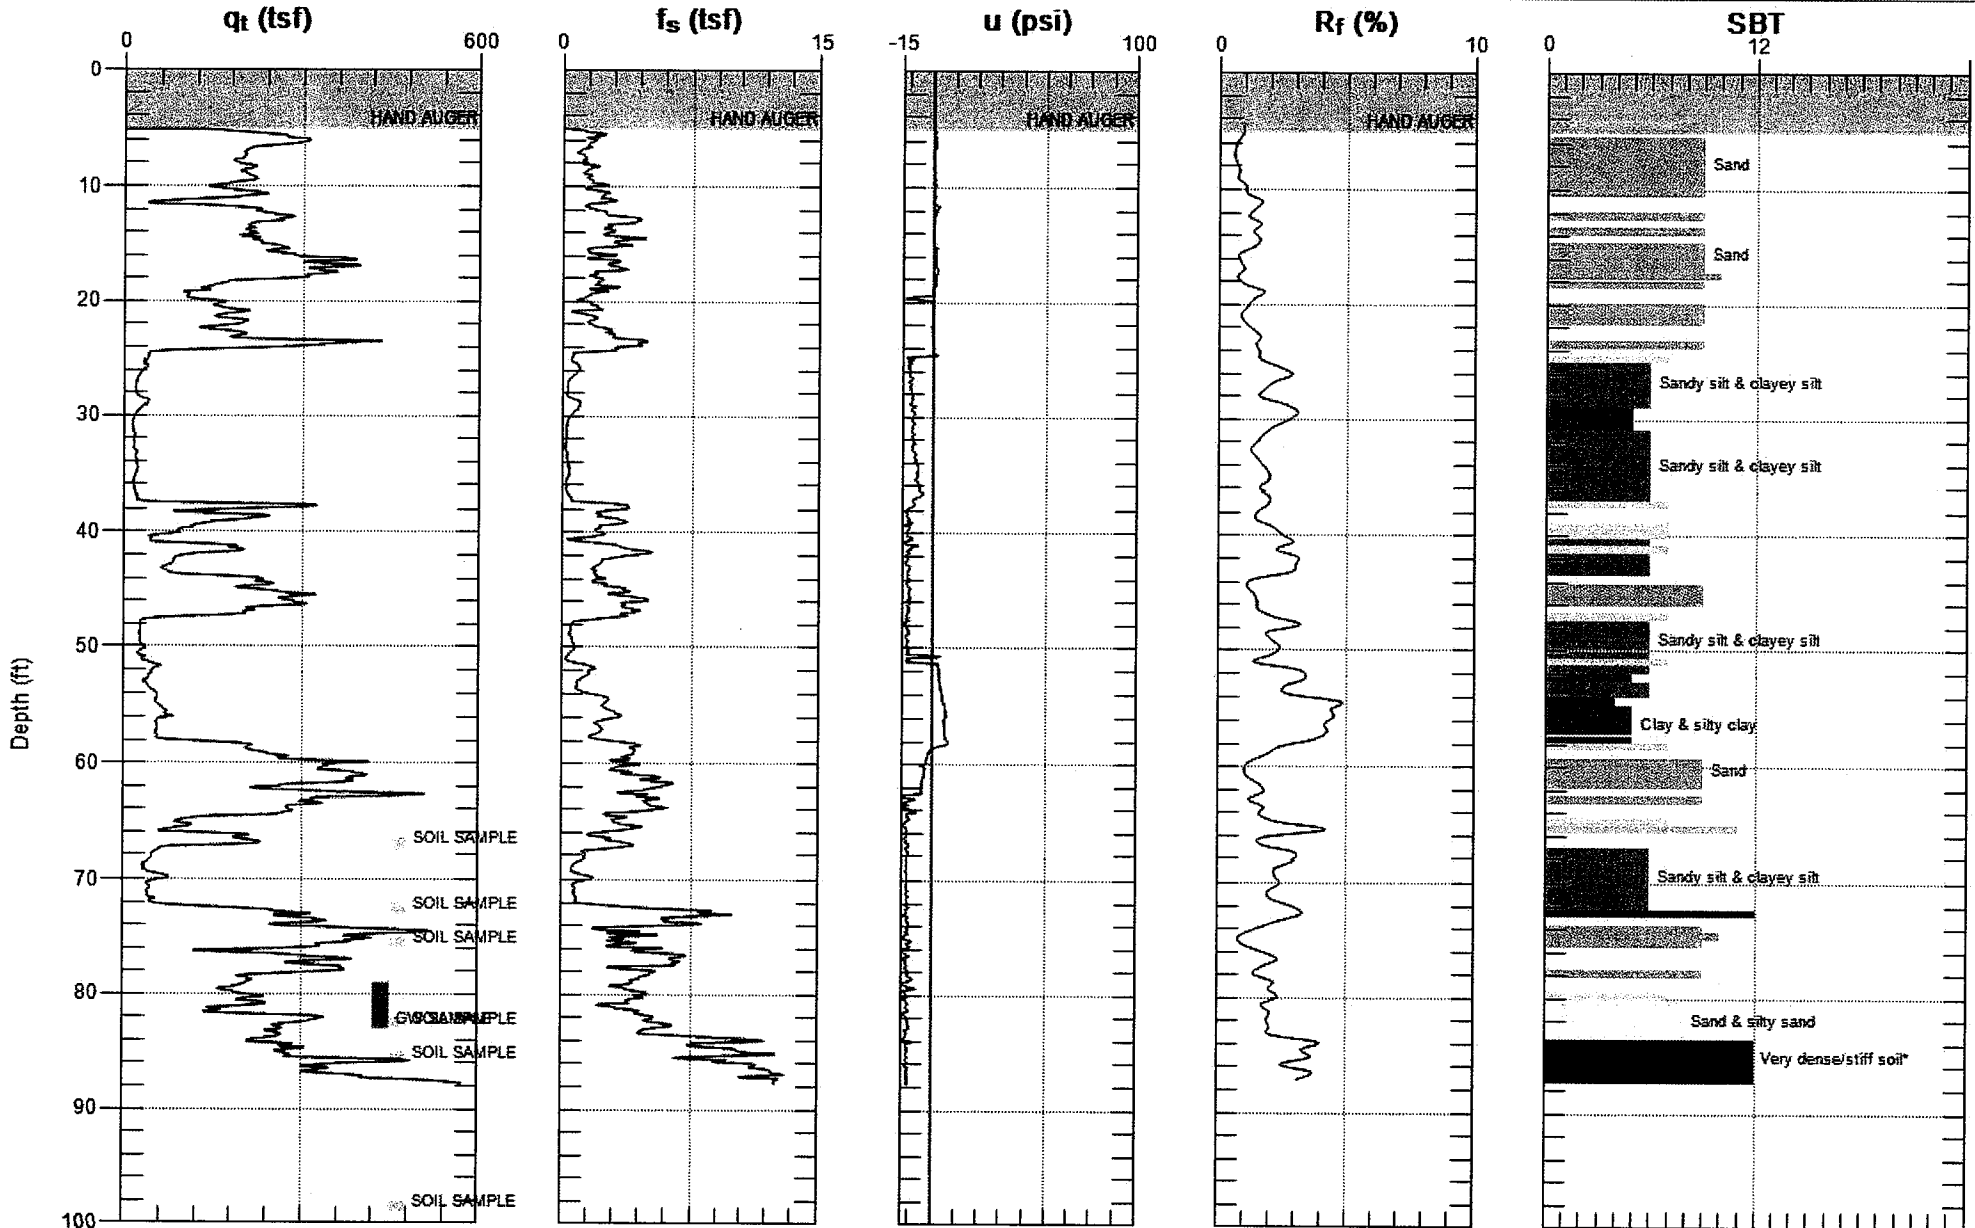 qt (tsf)
fs (tsf)
u (psi)
Rf (%)
SBT
0 600
0 15
-15 100
0 10
0 12
0
HAND AUGER
HAND AUGER
HAND AUGER
HAND AUGER
Sand
10
Sand
20
Sandy silt & clayey silt
30
Sandy silt & clayey silt
40
Sandy silt & clayey silt
50
Depth (ft)
Clay & silty clay
60
Sand
SOIL SAMPLE
70
Sandy silt & clayey silt
SOIL SAMPLE
SOIL SAMPLE
80
SAMPLE
Sand & silty sand
SOIL SAMPLE
Very dense/stiff soil*
90
SOIL SAMPLE
100